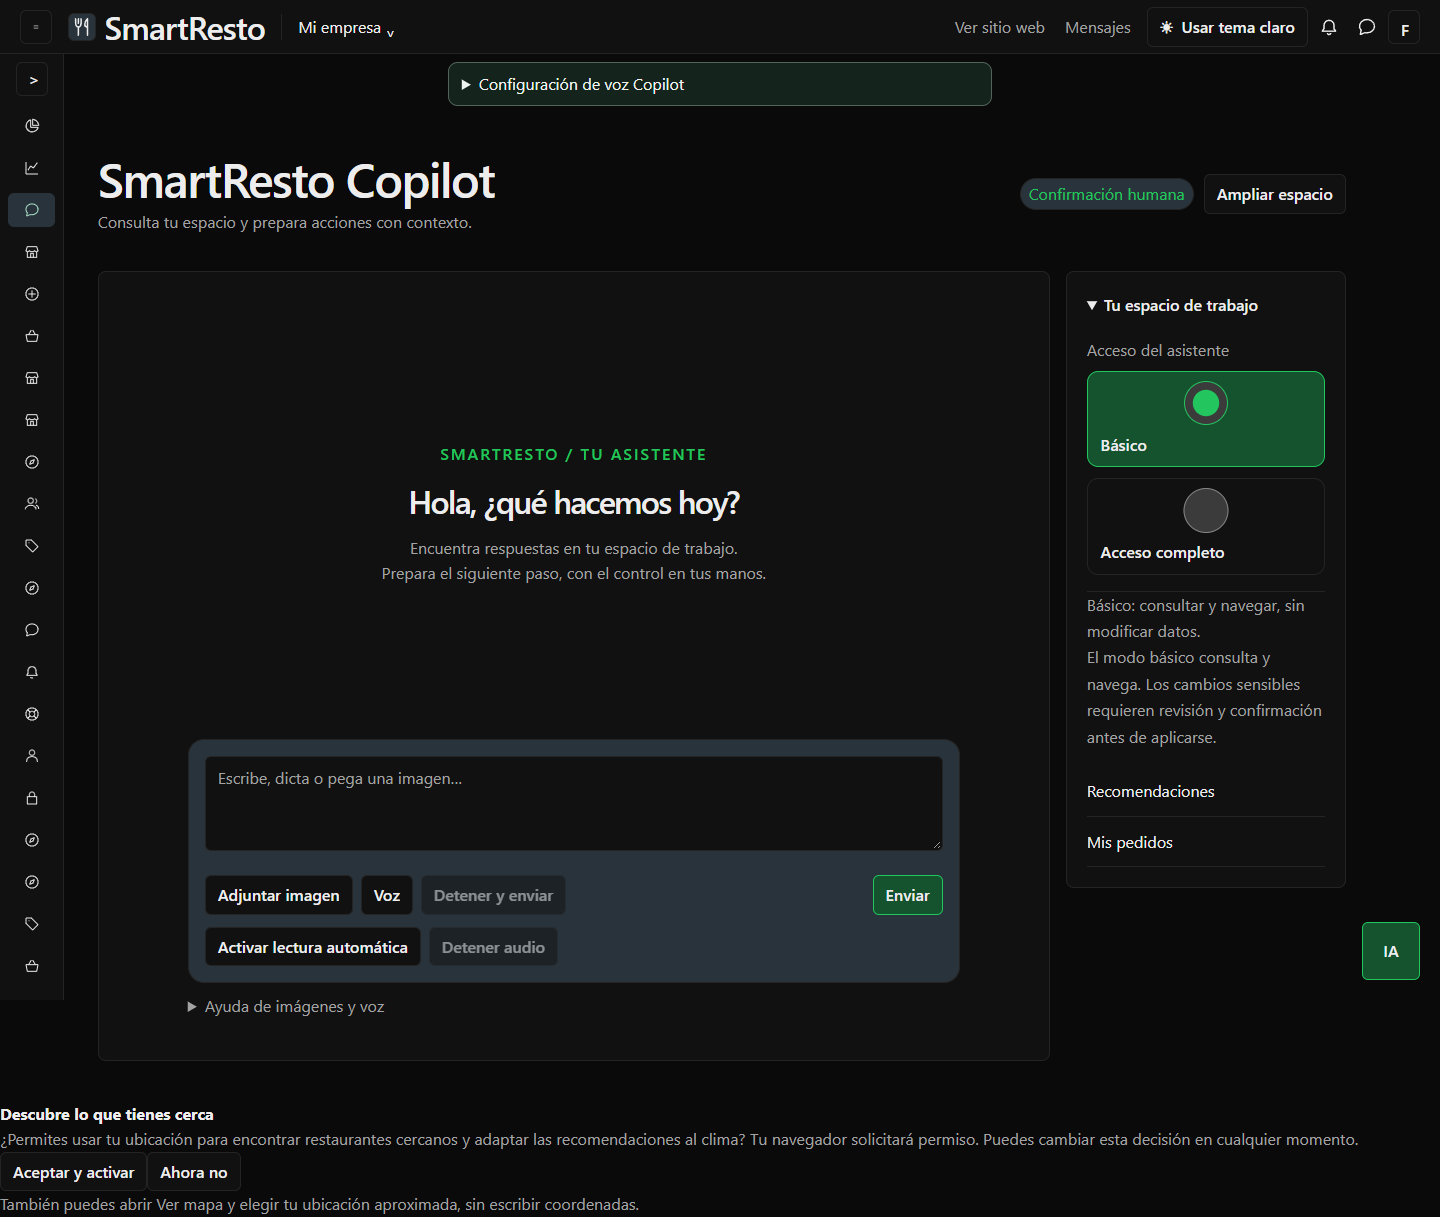 SmartResto
Mi empresa
Ver sitio web
Mensajes
Usar tema claro
F
>
Configuración de voz Copilot
SmartResto Copilot
Consulta tu espacio y prepara acciones con contexto.
Confirmación humana
Ampliar espacio
SMARTRESTO / TU ASISTENTE
Hola, ¿qué hacemos hoy?
Encuentra respuestas en tu espacio de trabajo.
Prepara el siguiente paso, con el control en tus manos.
Escribe, dicta o pega una imagen...
Adjuntar imagen
Voz
Detener y enviar
Enviar
Activar lectura automática
Detener audio
Ayuda de imágenes y voz
Tu espacio de trabajo
Acceso del asistente
Básico
Acceso completo
Básico: consultar y navegar, sin
modificar datos.
El modo básico consulta y
navega. Los cambios sensibles
requieren revisión y confirmación
antes de aplicarse.
Recomendaciones
Mis pedidos
IA
Descubre lo que tienes cerca
¿Permites usar tu ubicación para encontrar restaurantes cercanos y adaptar las recomendaciones al clima? Tu navegador solicitará permiso. Puedes cambiar esta decisión en cualquier momento.
Aceptar y activar
Ahora no
También puedes abrir Ver mapa y elegir tu ubicación aproximada, sin escribir coordenadas.